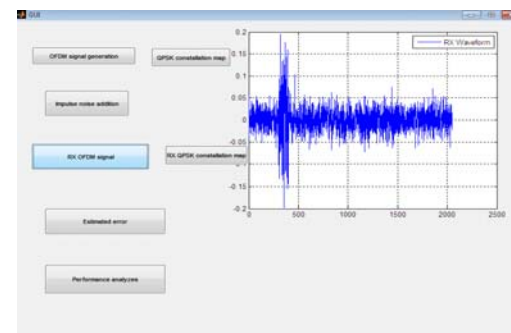 GUI
OFDM signal generation
QPSK constellation map
Impulse noise addition
RX OFDM signal
RX QPSK constellation map
Estimated error
Performance analyzes
RX Waveform
0.2
0.15
0.1
0.05
0
-0.05
-0.1
-0.15
-0.2
0 500 1000 1500 2000 2500